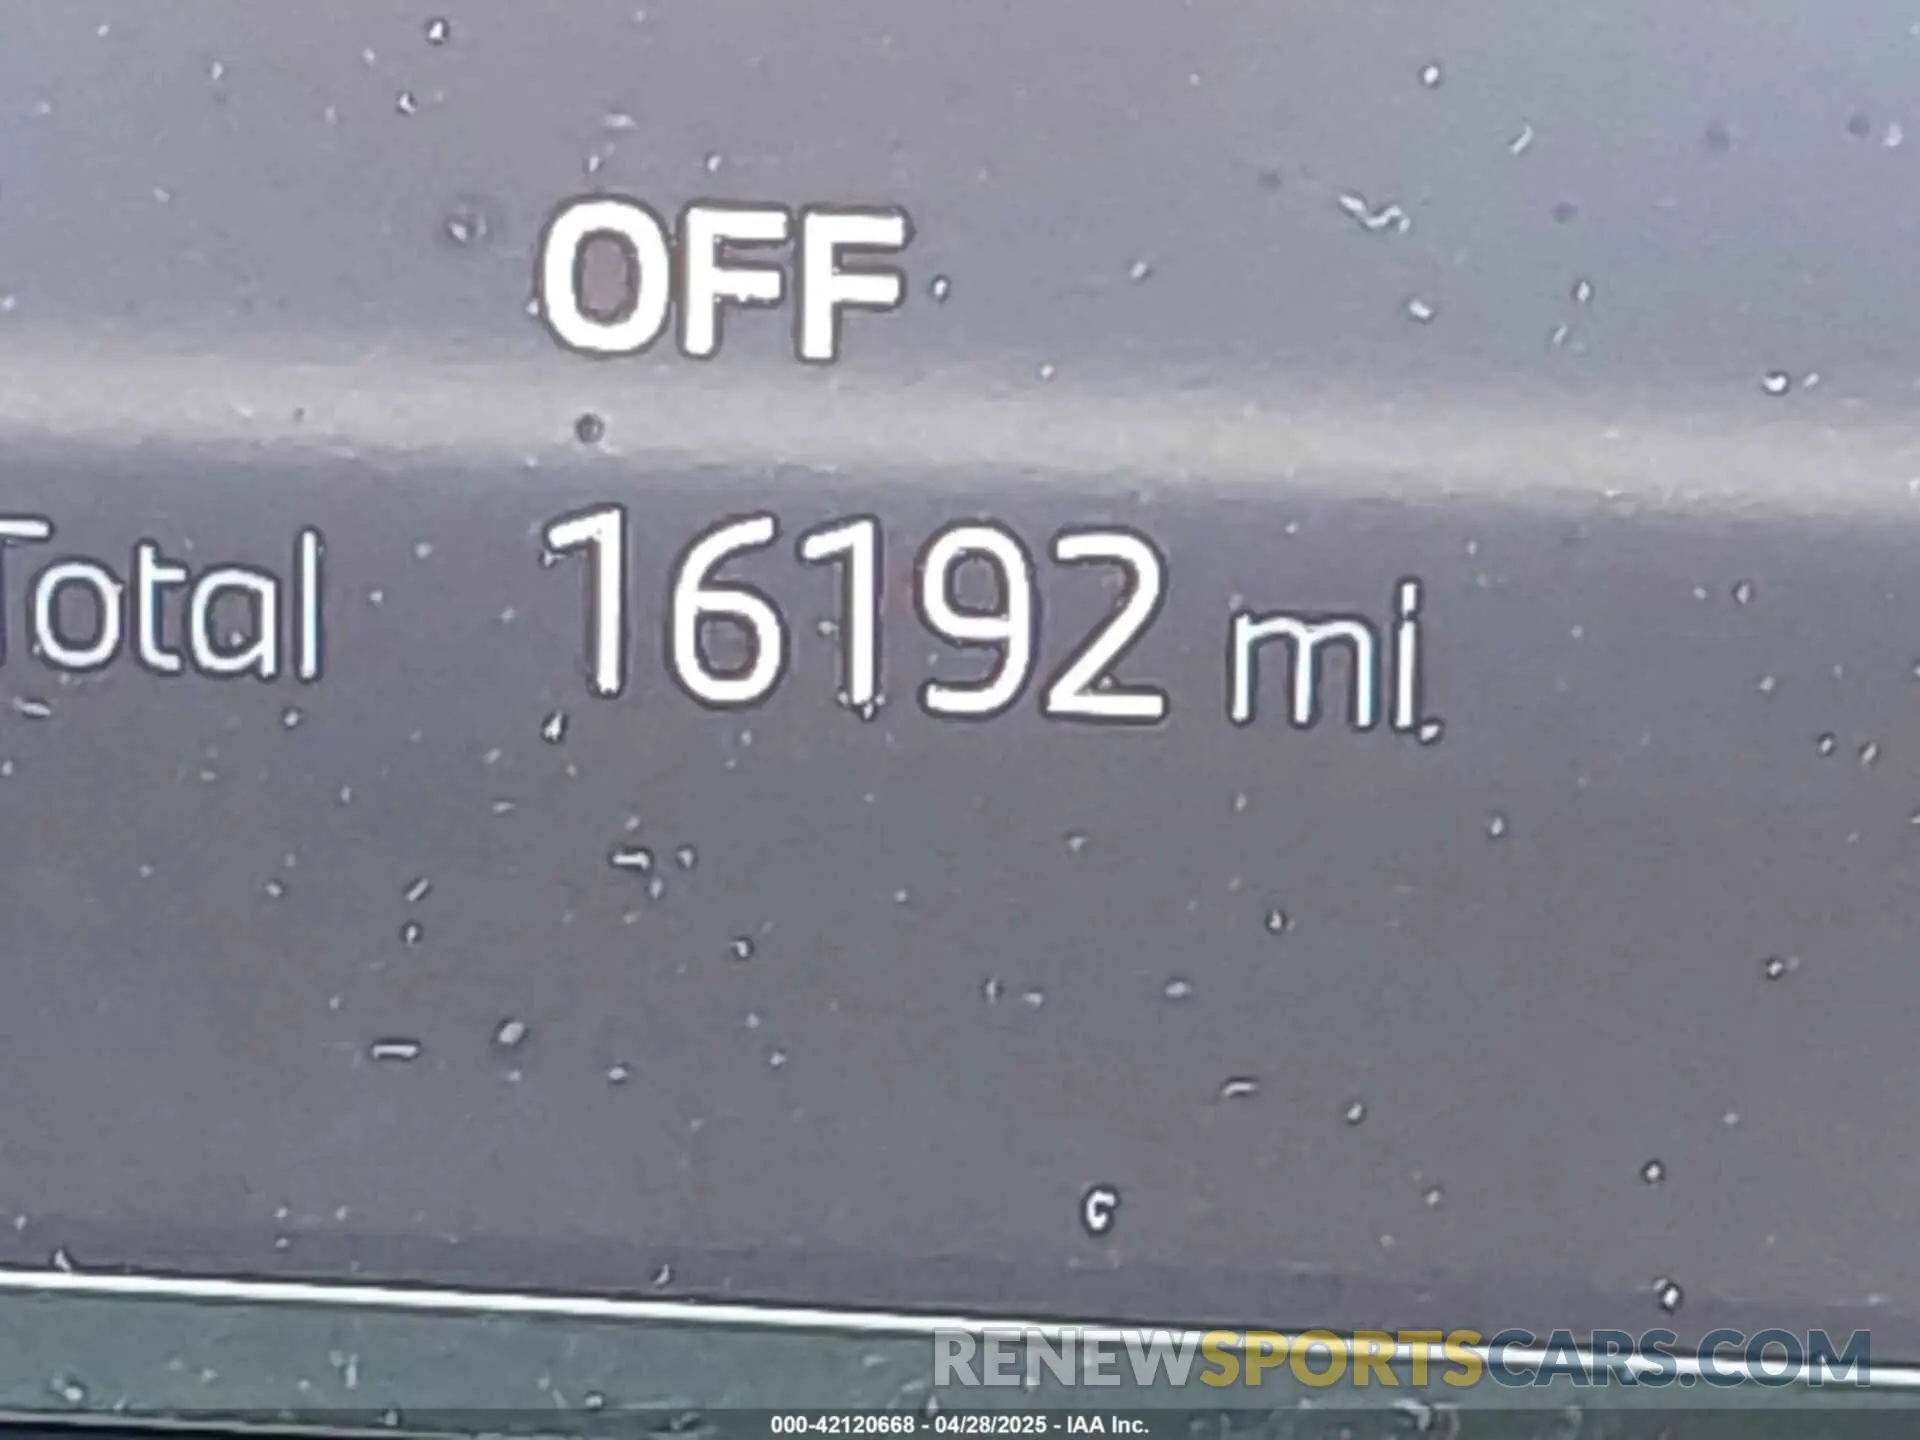 OFF
Total 16192 mi
RENEWSPORTSCARS.COM
000-42120668 - 04/28/2025 - IAA Inc.